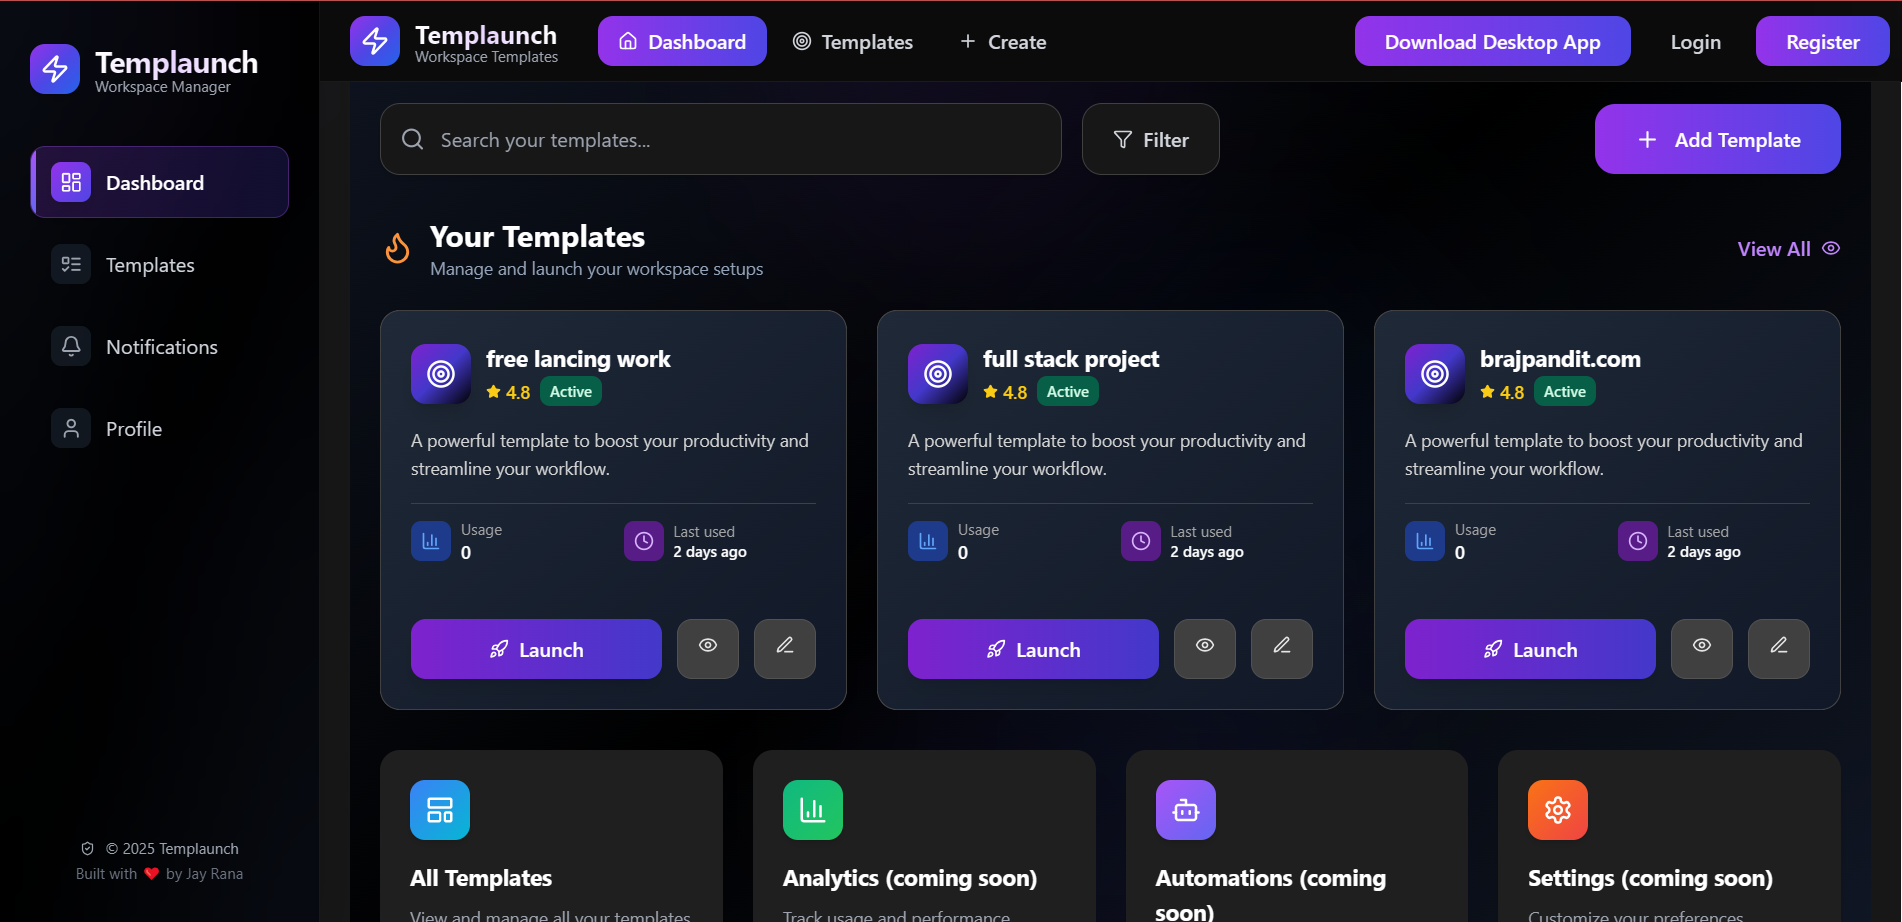 Templaunch
Workspace Manager
Dashboard
Templates
Notifications
Profile
© 2025 Templaunch
Built with ❤️ by Jay Rana
Templaunch
Workspace Templates
Dashboard
Templates
Create
Download Desktop App
Login
Register
Search your templates...
Filter
Add Template
Your Templates
Manage and launch your workspace setups
View All
free lancing work
4.8
Active
A powerful template to boost your productivity and
streamline your workflow.
Usage
0
Last used
2 days ago
Launch
full stack project
4.8
Active
A powerful template to boost your productivity and
streamline your workflow.
Usage
0
Last used
2 days ago
Launch
brajpandit.com
4.8
Active
A powerful template to boost your productivity and
streamline your workflow.
Usage
0
Last used
2 days ago
Launch
All Templates
View and manage all your templates
Analytics (coming soon)
Track usage and performance
Automations (coming
soon)
Settings (coming soon)
Customize your preferences